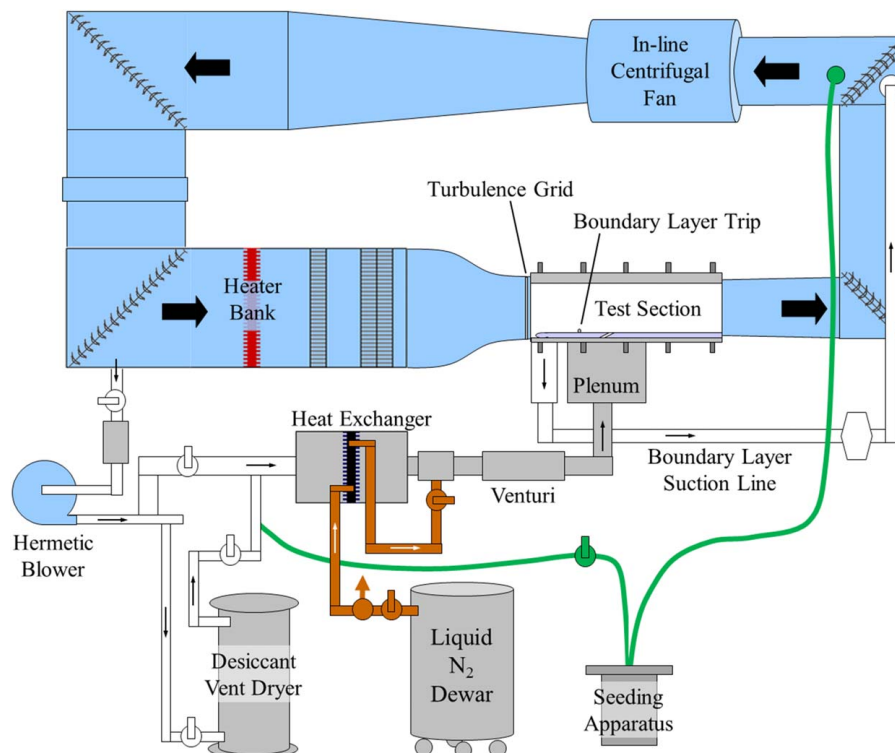 In-line
Centrifugal
Fan
Turbulence Grid
Boundary Layer Trip
Heater
Bank
Test Section
Plenum
Heat Exchanger
Venturi
Boundary Layer
Suction Line
Hermetic
Blower
Desiccant
Vent Dryer
Liquid
N₂
Dewar
Seeding
Apparatus